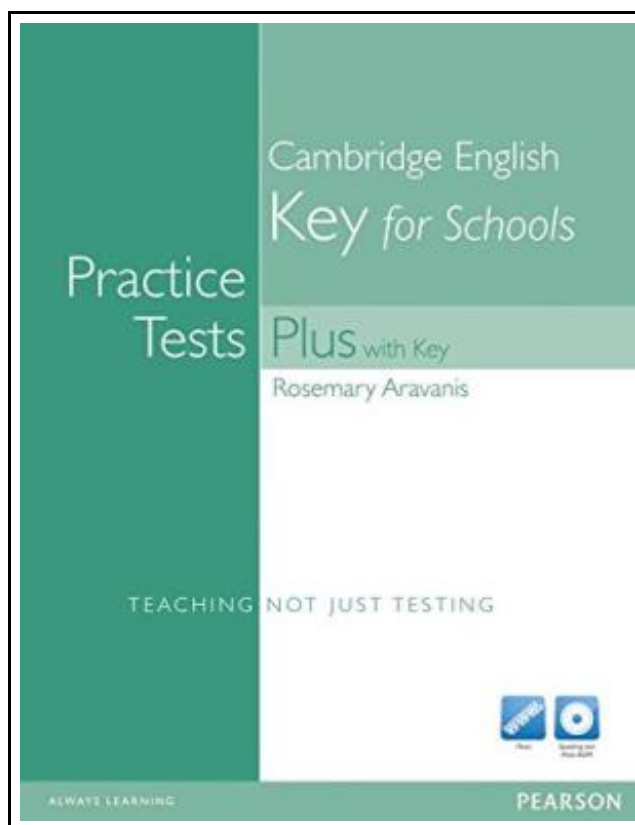 Cambridge English
Key for Schools
Practice
Tests
Plus with Key
Rosemary Aravanis
TEACHING NOT JUST TESTING
www.
ALWAYS LEARNING
PEARSON